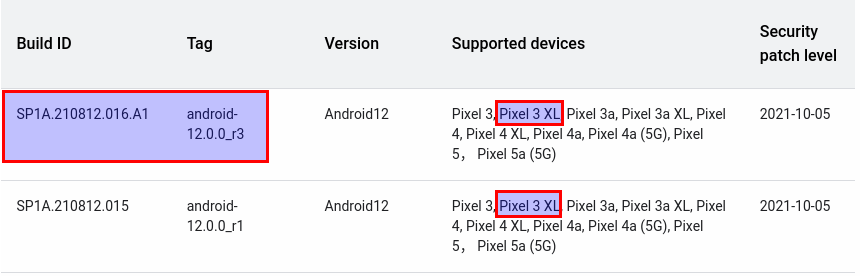 Build ID Tag Version Supported devices Security patch level
SP1A.210812.016.A1 android-12.0.0_r3 Android12 Pixel 3, Pixel 3 XL, Pixel 3a, Pixel 3a XL, Pixel
4, Pixel 4 XL, Pixel 4a, Pixel 4a (5G), Pixel
5， Pixel 5a (5G) 2021-10-05
SP1A.210812.015 android-12.0.0_r1 Android12 Pixel 3, Pixel 3 XL, Pixel 3a, Pixel 3a XL, Pixel
4, Pixel 4 XL, Pixel 4a, Pixel 4a (5G), Pixel
5， Pixel 5a (5G) 2021-10-05